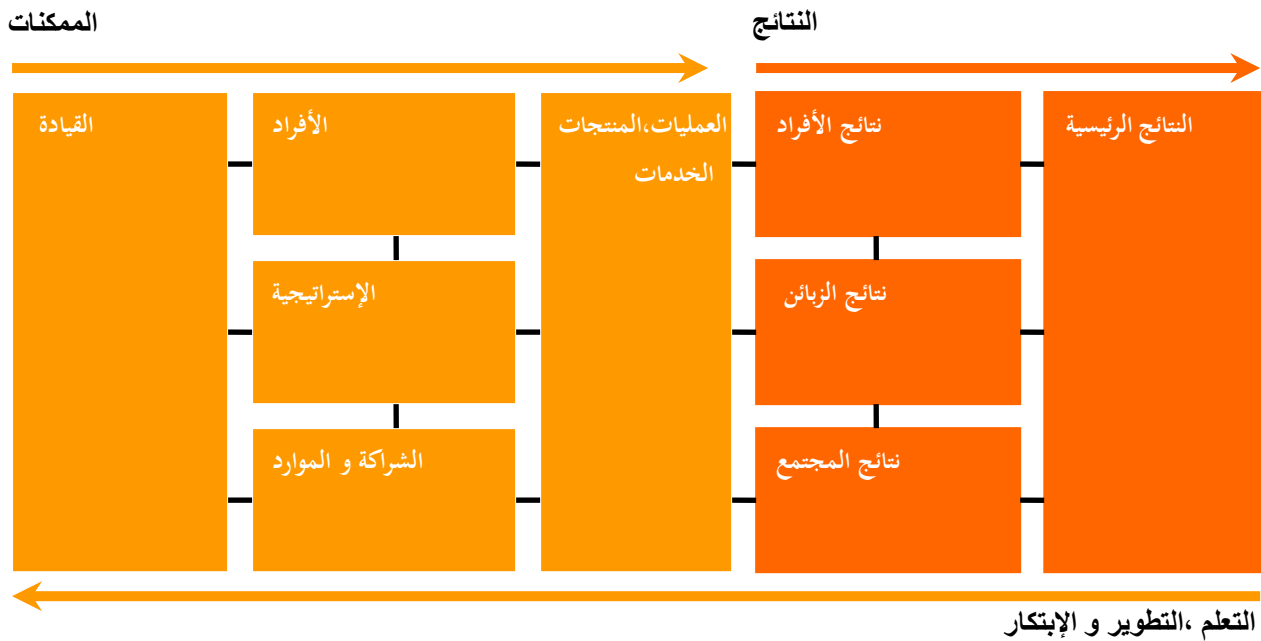 الممكنات
النتائج
القيادة
الأفراد
العمليات،المنتجات
الخدمات
نتائج الأفراد
النتائج الرئيسية
الإستراتيجية
نتائج الزبائن
الشراكة و الموارد
نتائج المجتمع
التعلم ،التطوير و الإبتكار